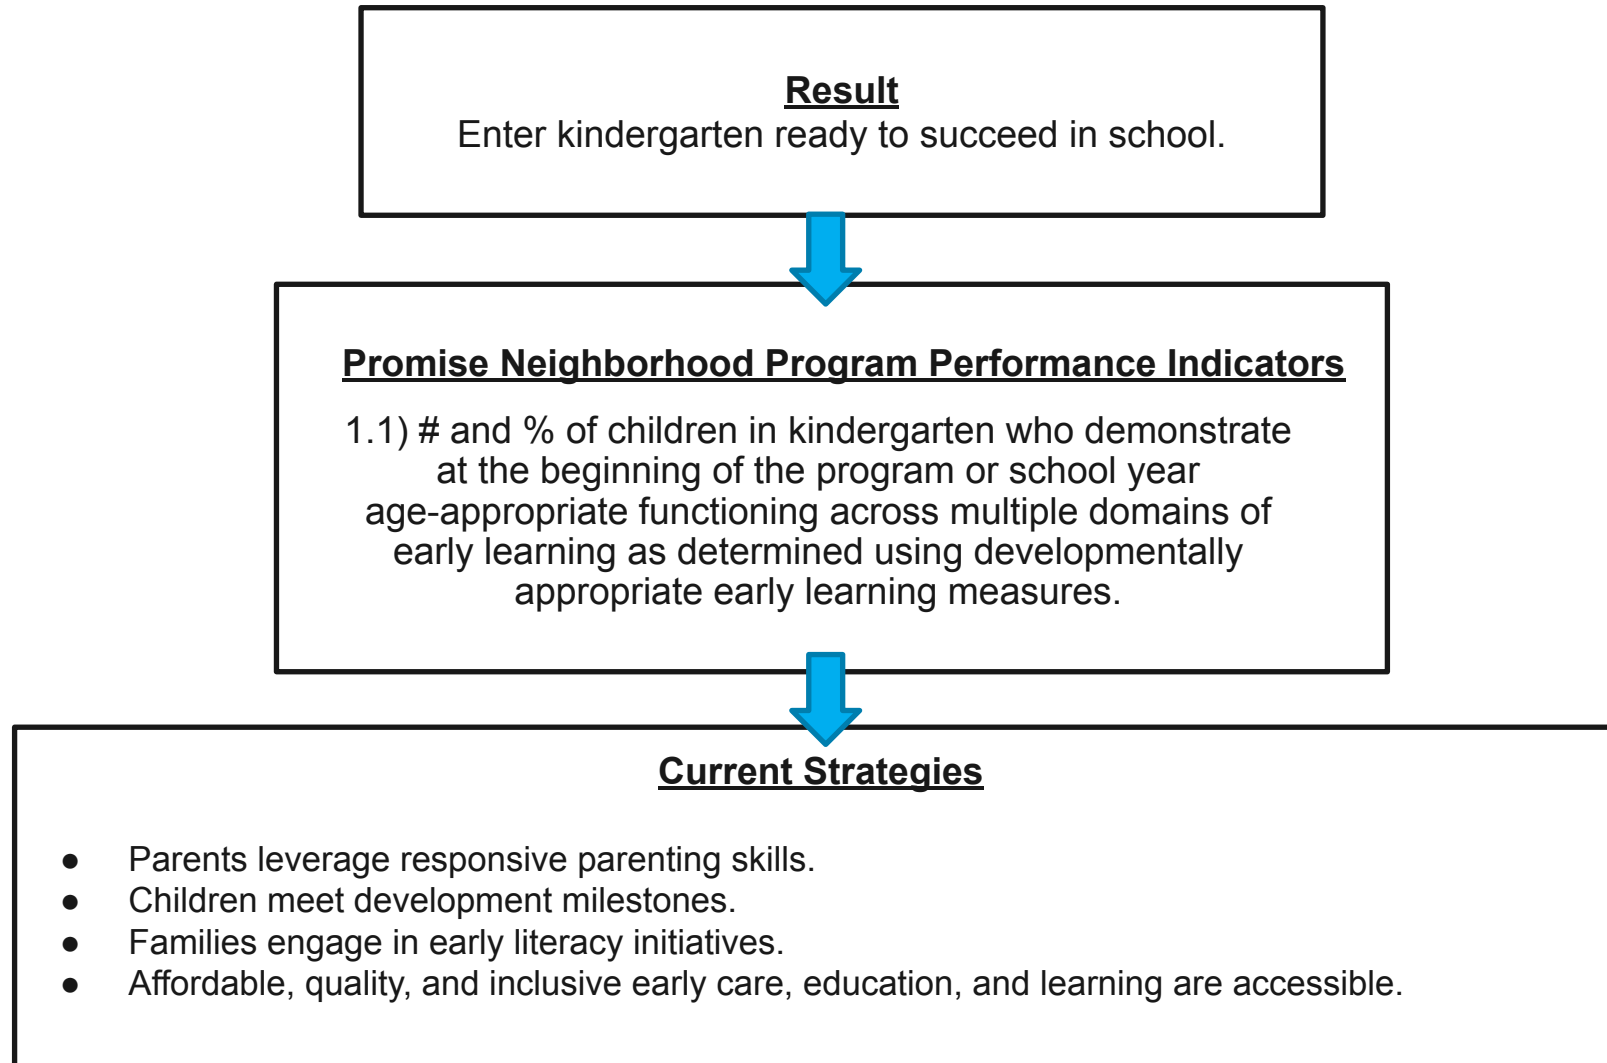 Result
Enter kindergarten ready to succeed in school.
Promise Neighborhood Program Performance Indicators
1.1) # and % of children in kindergarten who demonstrate
at the beginning of the program or school year
age-appropriate functioning across multiple domains of
early learning as determined using developmentally
appropriate early learning measures.
Current Strategies
● Parents leverage responsive parenting skills.
● Children meet development milestones.
● Families engage in early literacy initiatives.
● Affordable, quality, and inclusive early care, education, and learning are accessible.